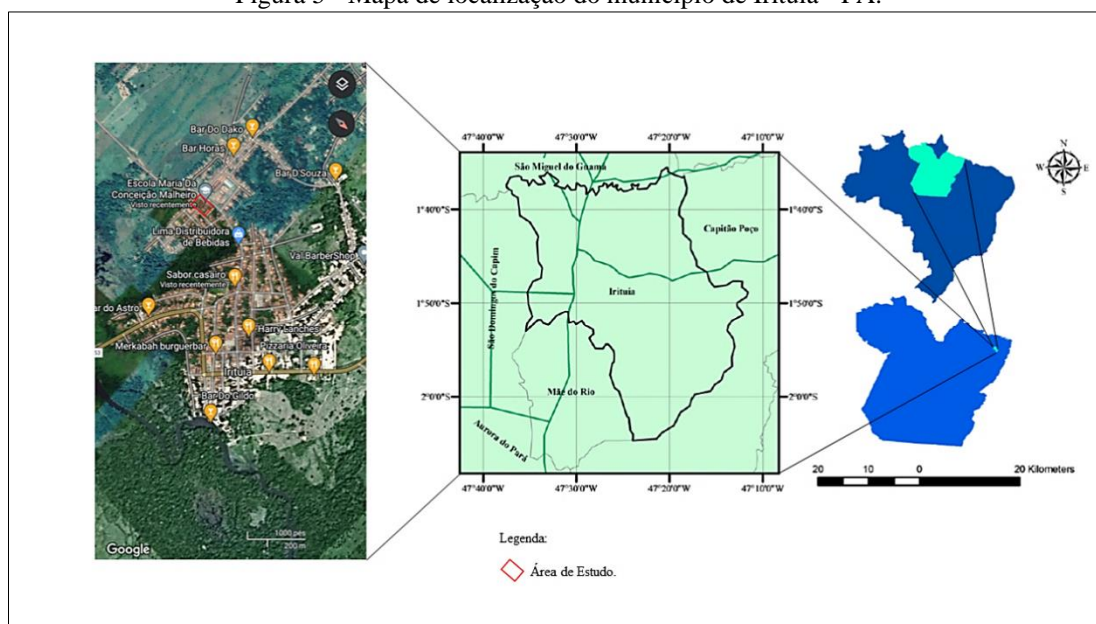 Figura 3 - Mapa de localização do município de Irituia - PA.
Bar Do Dako
Bar Horas
Bar D'Souza
Escola Maria Da
Conceição Malheiro
Visto recentemente
Lima Distribuidora
de Bebidas
Val BarberShop
Sabor casairo
Visto recentemente
ar do Astro
Harry Lanches
Merkabah burguerbar
Pizzaria Oliveira
Irituia
Bar Do Gildo
1000 pes
200 m
Google
47°40'0"W
47°30'0"W
47°20'0"W
47°10'0"W
1°40'0"S
1°50'0"S
2°0'0"S
São Miguel do Guamá
Capitão Poço
São Domingos do Capim
Irituia
Mãe do Rio
Aurora do Pará
1°40'0"S
1°50'0"S
2°0'0"S
47°40'0"W
47°30'0"W
47°20'0"W
47°10'0"W
N
W
E
S
20
10
0
20 Kilometers
Legenda:
Área de Estudo.